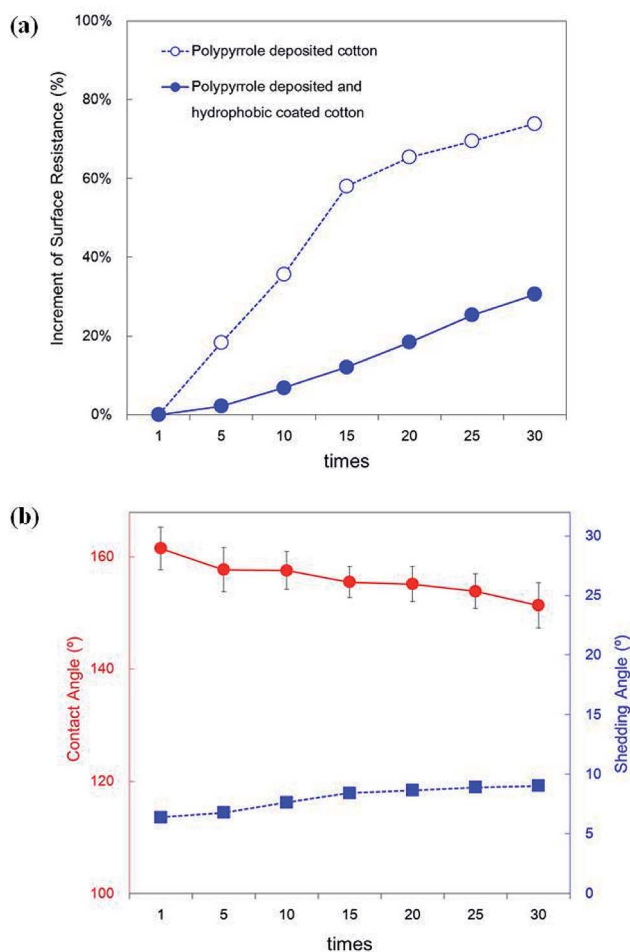 (a)
100%
80%
60%
40%
20%
0%
Increment of Surface Resistance (%)
Polypyrrole deposited cotton
Polypyrrole deposited and
hydrophobic coated cotton
1 5 10 15 20 25 30
times
(b)
Contact Angle (º)
160
140
120
100
30
25
20
15
10
5
0
Shedding Angle (º)
1 5 10 15 20 25 30
times